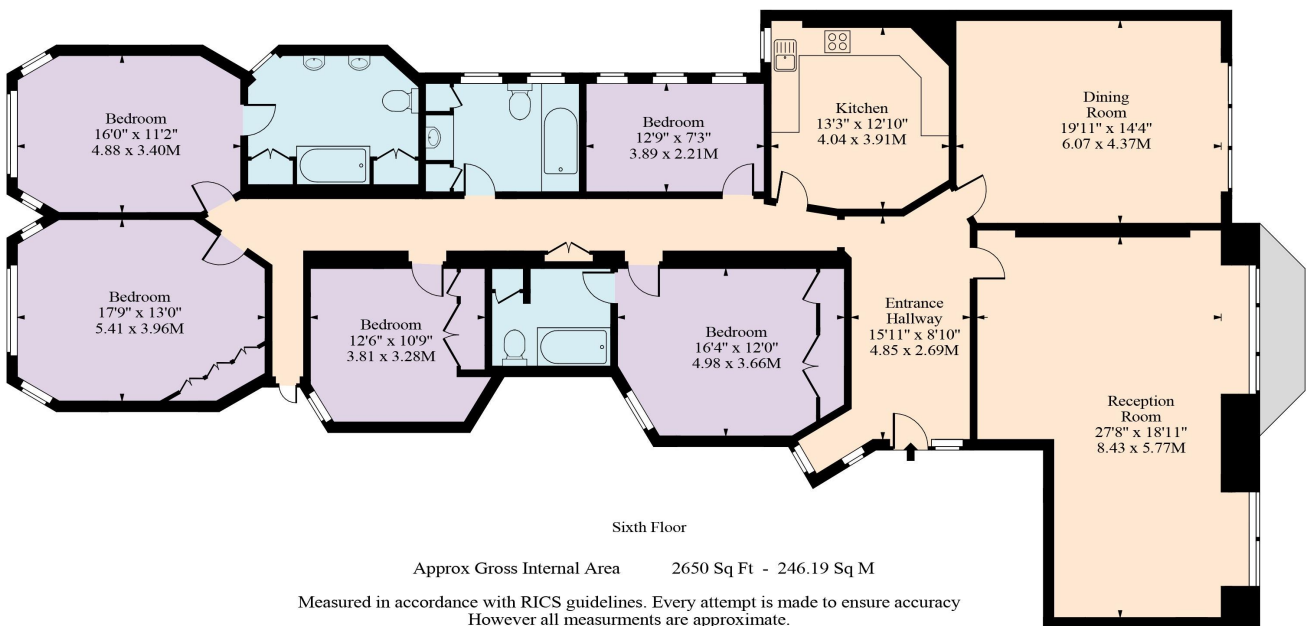 Bedroom
16'0" x 11'2"
4.88 x 3.40M
Bedroom
12'9" x 7'3"
3.89 x 2.21M
Kitchen
13'3" x 12'10"
4.04 x 3.91M
Dining
Room
19'11" x 14'4"
6.07 x 4.37M
Bedroom
17'9" x 13'0"
5.41 x 3.96M
Bedroom
12'6" x 10'9"
3.81 x 3.28M
Bedroom
16'4" x 12'0"
4.98 x 3.66M
Entrance
Hallway
15'11" x 8'10"
4.85 x 2.69M
Reception
Room
27'8" x 18'11"
8.43 x 5.77M
Sixth Floor
Approx Gross Internal Area 2650 Sq Ft - 246.19 Sq M
Measured in accordance with RICS guidelines. Every attempt is made to ensure accuracy
However all measurments are approximate.